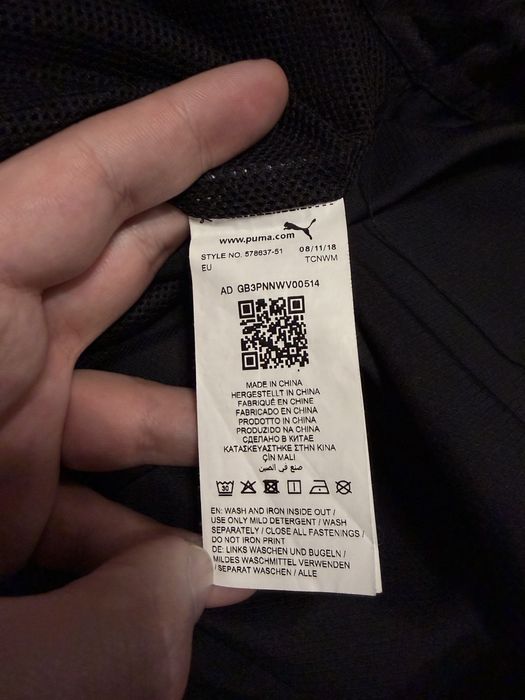 www.puma.com
STYLE NO. 578637-51 08/11/18
EU TCNWM
AD GB3PNNWV00514
MADE IN CHINA
HERGESTELLT IN CHINA
FABRIQUÉ EN CHINE
FABRICADO EN CHINA
PRODOTTO IN CHINA
PRODUZIDO NA CHINA
СДЕЛАНО В КИТАЕ
ΚΑΤΑΣΚΕΥΑΣΤΗΚΕ ΣΤΗΝ ΚΙΝΑ
ÇİN MALI
صنع في الصين
30
EN: WASH AND IRON INSIDE OUT /
USE ONLY MILD DETERGENT / WASH
SEPARATELY / CLOSE ALL FASTENINGS /
DO NOT IRON PRINT
DE: LINKS WASCHEN UND BUGELN /
MILDES WASCHMITTEL VERWENDEN
/ SEPARAT WASCHEN / ALLE